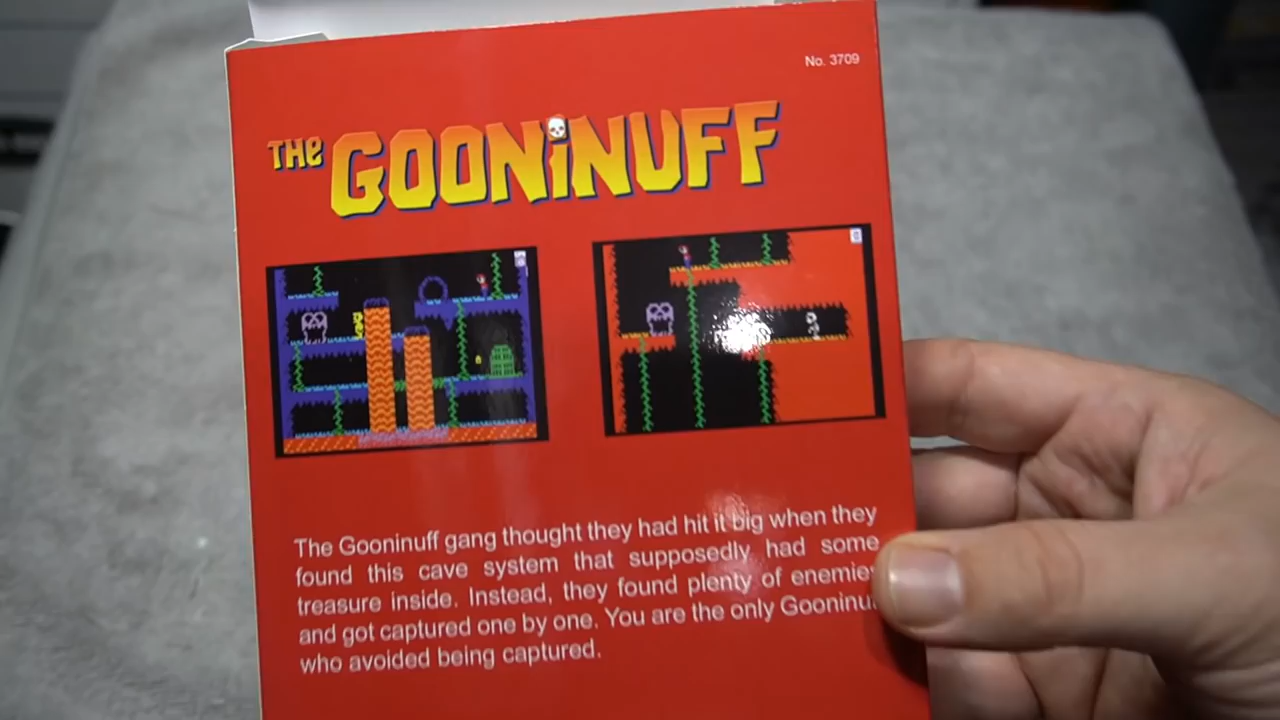 No. 3709
THE GOONiNUFF
The Gooninuff gang thought they had hit it big when they
found this cave system that supposedly had some
treasure inside. Instead, they found plenty of enemies
and got captured one by one. You are the only
who avoided being captured.